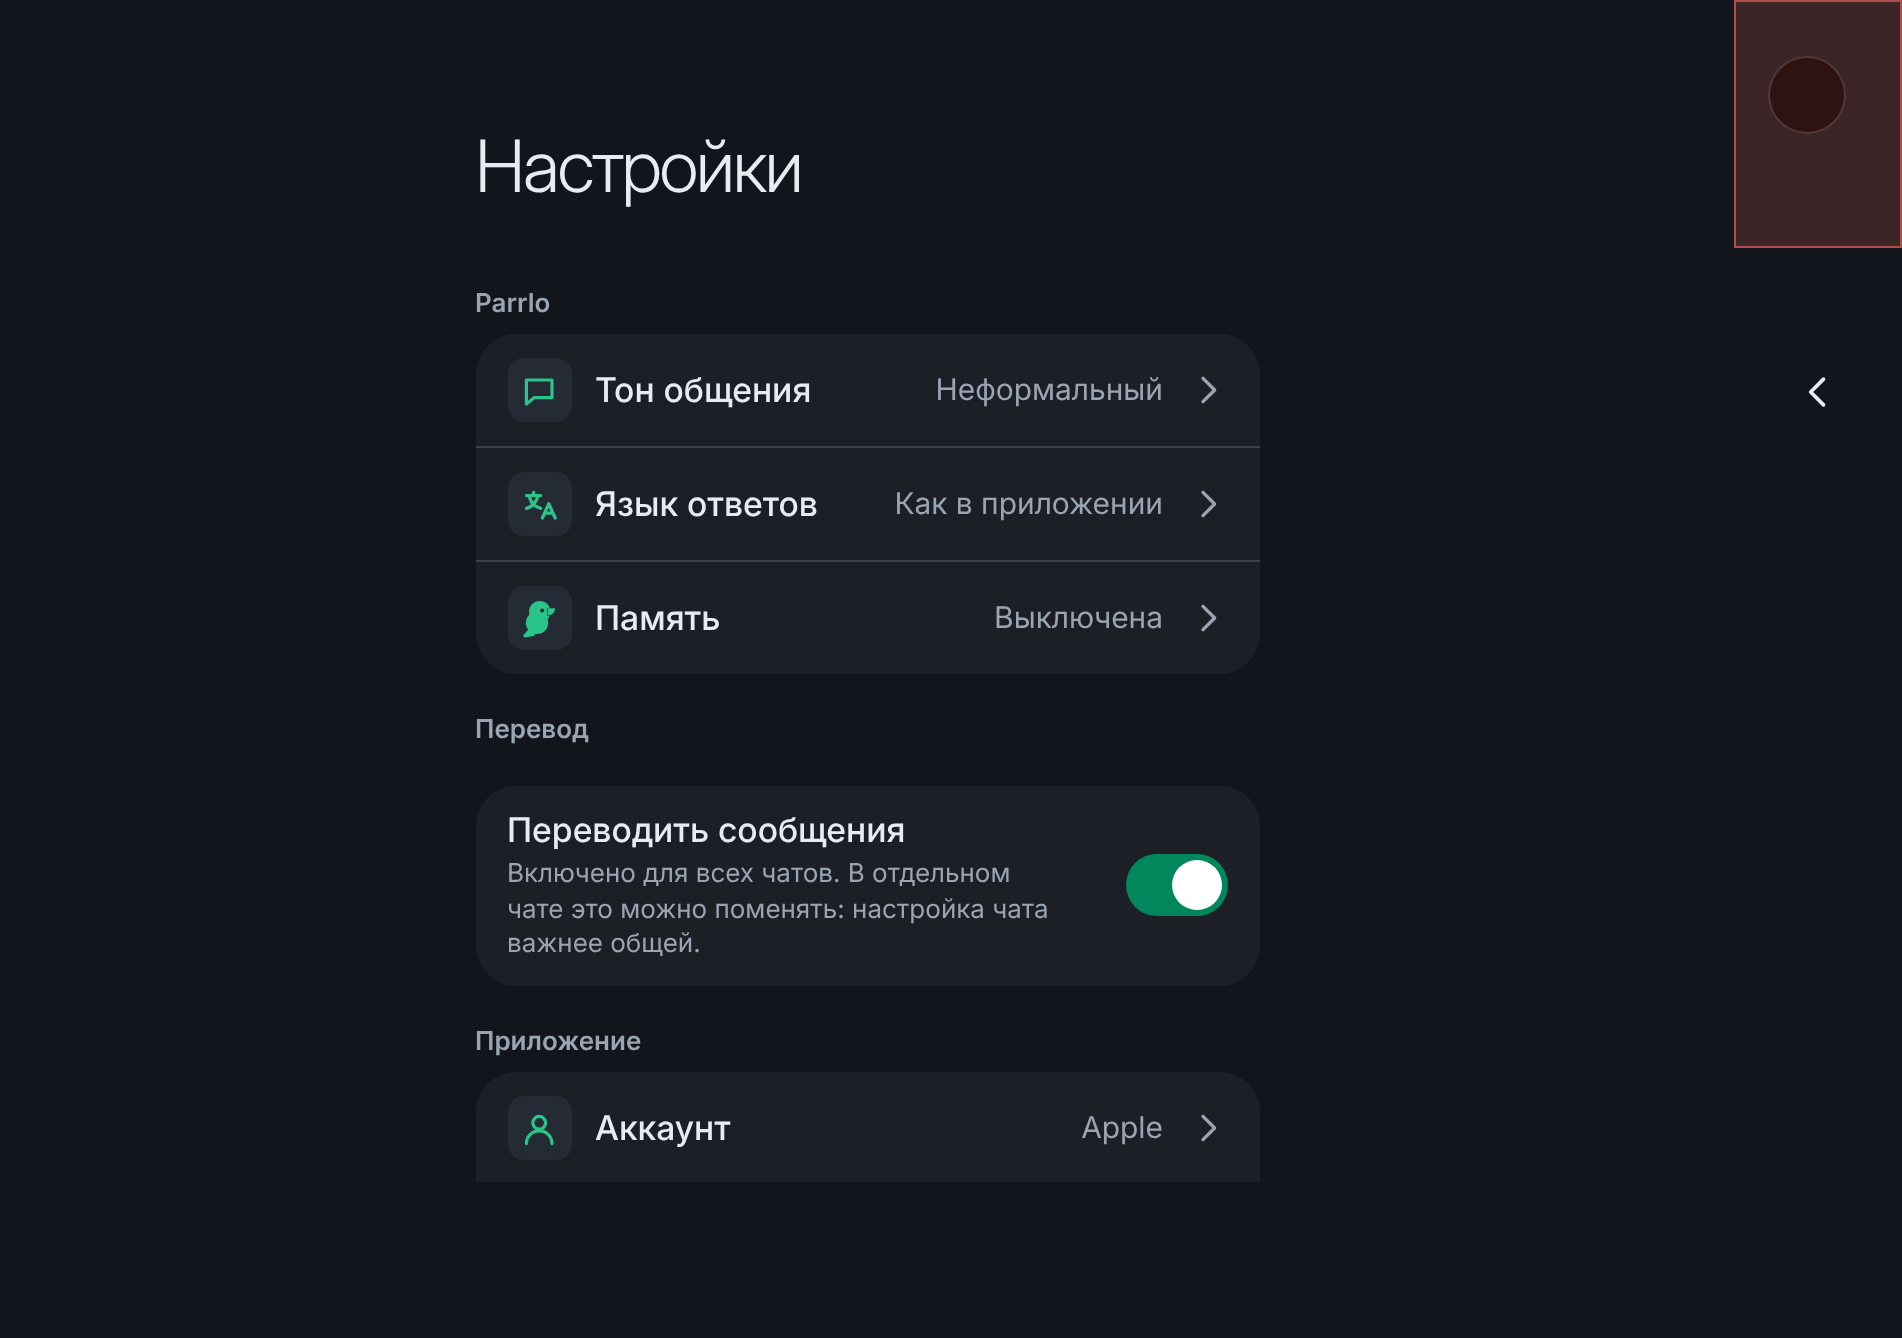 Настройки
Parrlo
Тон общения Неформальный
Язык ответов Как в приложении
Память Выключена
Перевод
Переводить сообщения
Включено для всех чатов. В отдельном
чате это можно поменять: настройка чата
важнее общей.
Приложение
Аккаунт Apple